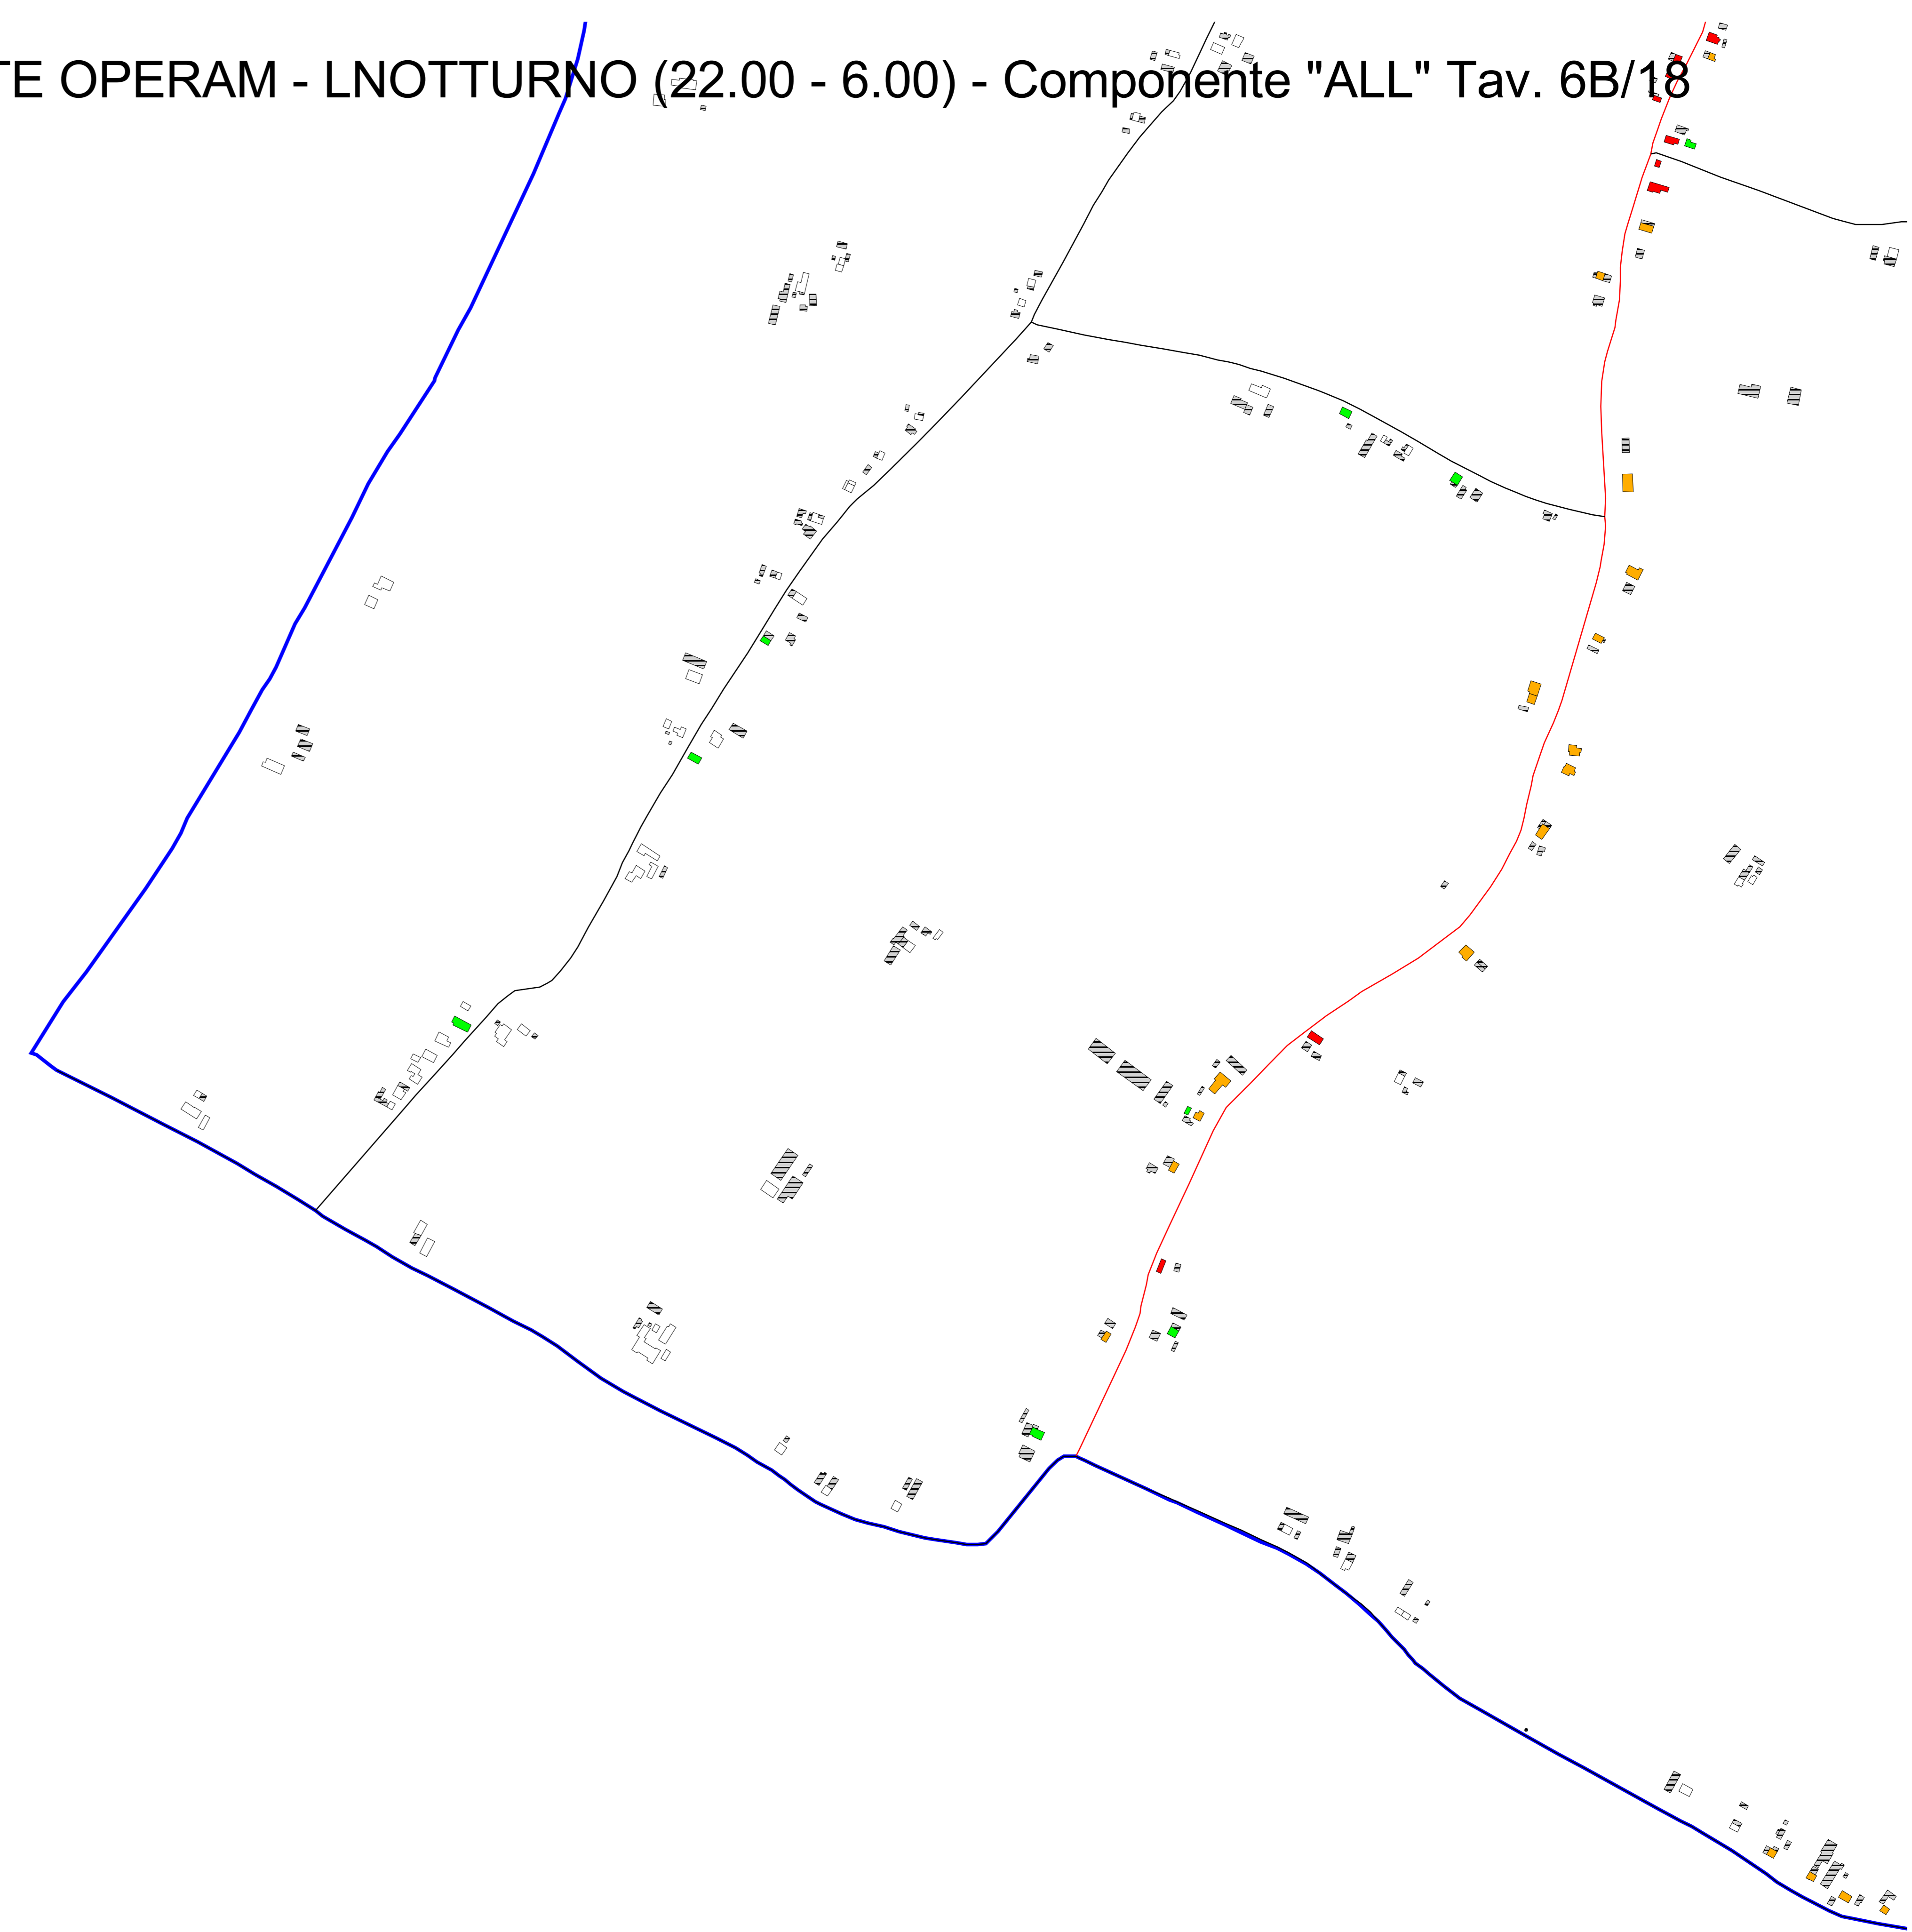 TE OPERAM - LNOTTURNO (22.00 - 6.00) - Componente "ALL" Tav. 6B/18